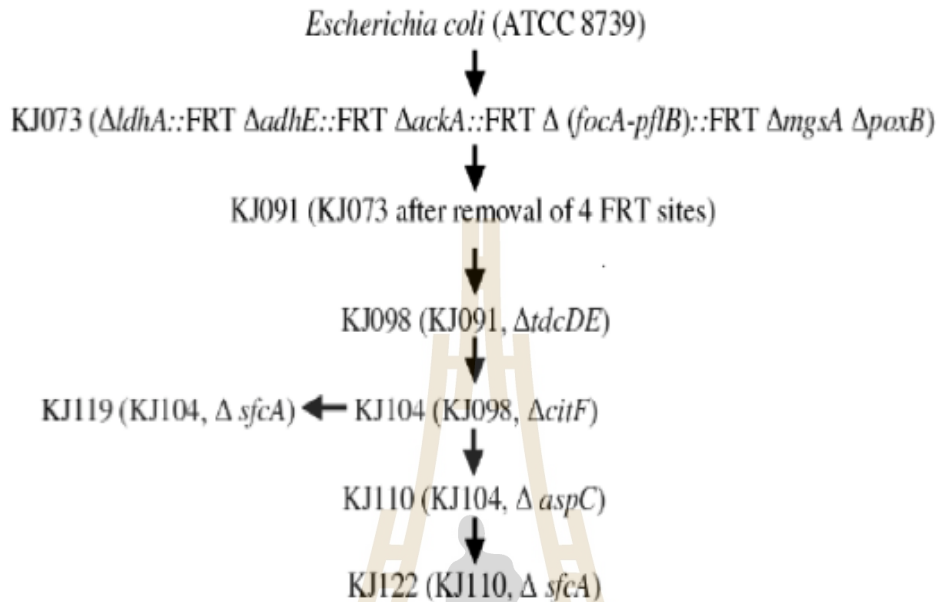 Escherichia coli (ATCC 8739)
KJ073 (ΔldhA::FRT ΔadhE::FRT ΔackA::FRT Δ (focA-pflB)::FRT ΔmgsA ΔpoxB)
KJ091 (KJ073 after removal of 4 FRT sites)
KJ098 (KJ091, ΔtdcDE)
KJ119 (KJ104, Δ sfcA) KJ104 (KJ098, ΔcitF)
KJ110 (KJ104, Δ aspC)
KJ122 (KJ110, Δ sfcA)